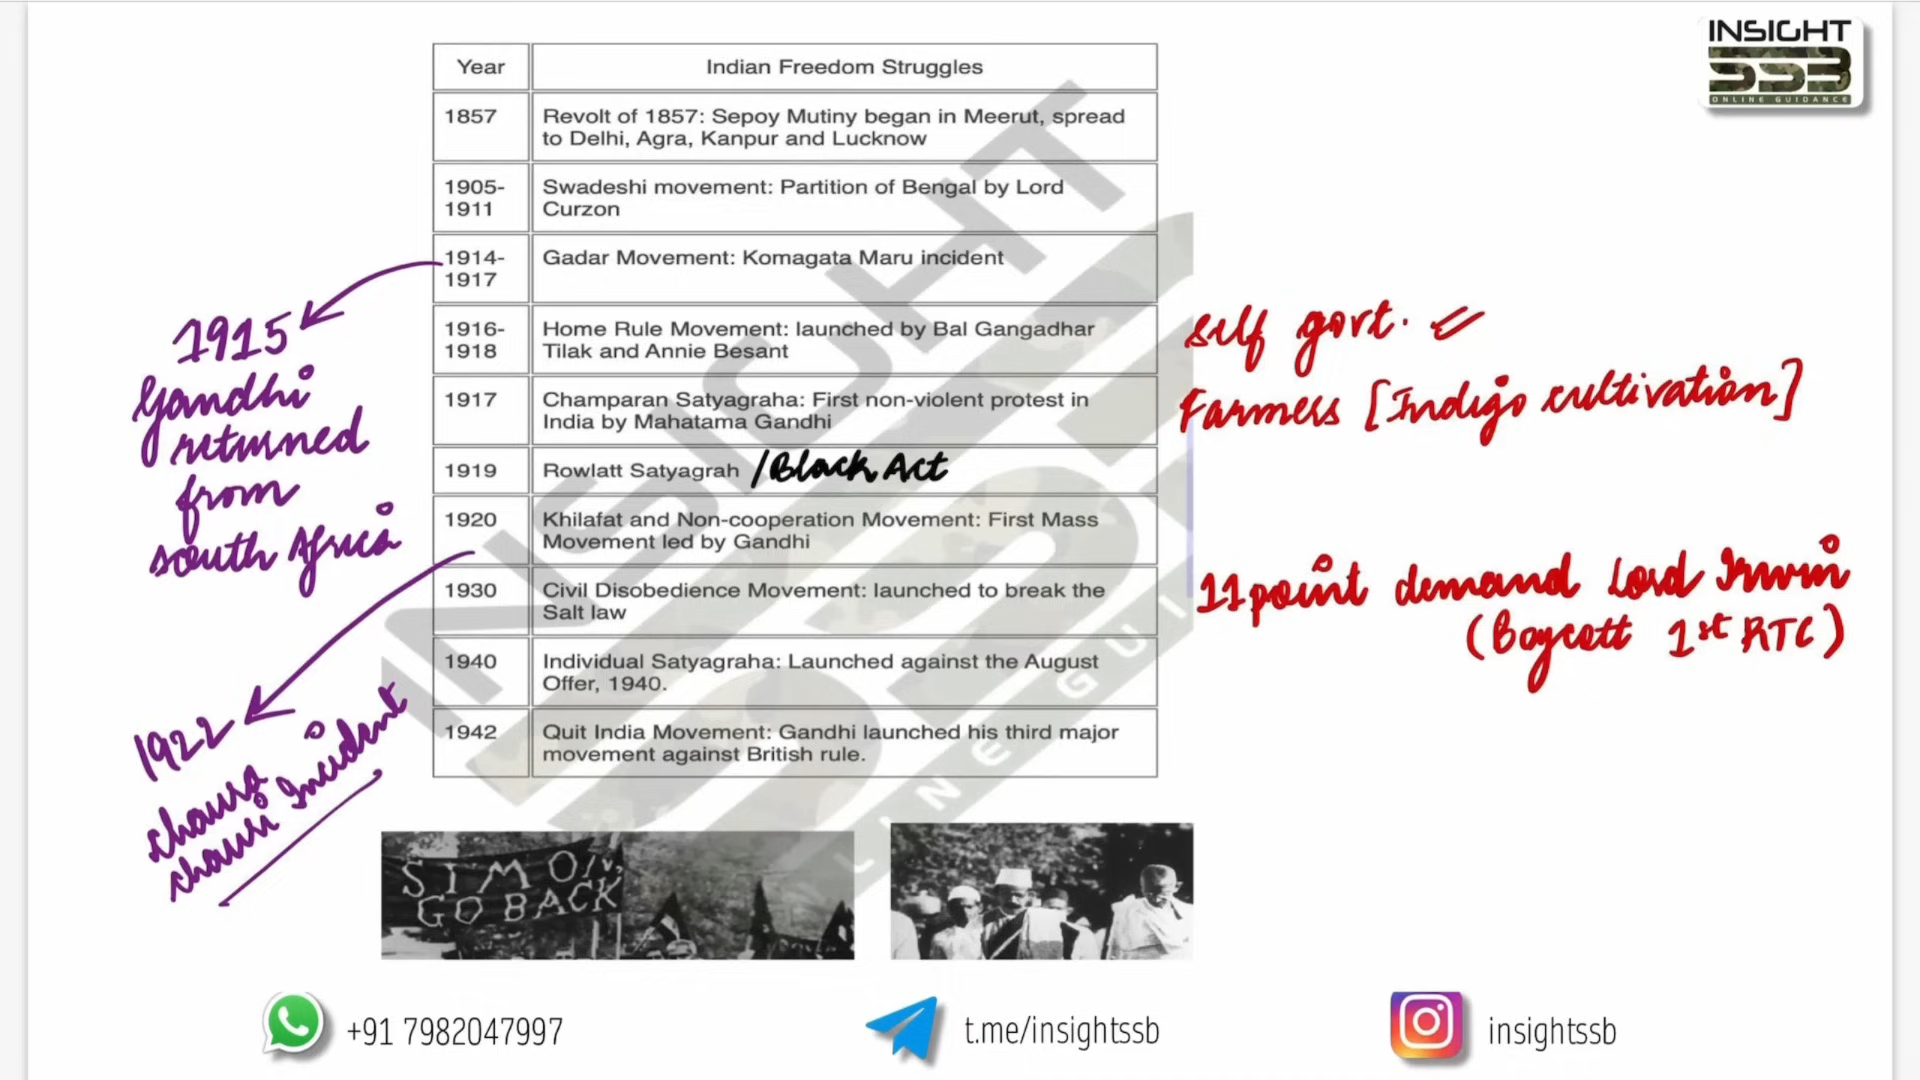 INSIGHT
SSB
ONLINE GUIDANCE
Year Indian Freedom Struggles
1857 Revolt of 1857: Sepoy Mutiny began in Meerut, spread
to Delhi, Agra, Kanpur and Lucknow
1905- Swadeshi movement: Partition of Bengal by Lord
1911 Curzon
1914- Gadar Movement: Komagata Maru incident
1917
1916- Home Rule Movement: launched by Bal Gangadhar
1918 Tilak and Annie Besant
1917 Champaran Satyagraha: First non-violent protest in
India by Mahatama Gandhi
1919 Rowlatt Satyagrah /Black Act
1920 Khilafat and Non-cooperation Movement: First Mass
Movement led by Gandhi
1930 Civil Disobedience Movement: launched to break the
Salt law
1940 Individual Satyagraha: Launched against the August
Offer, 1940.
1942 Quit India Movement: Gandhi launched his third major
movement against British rule.
1915
Gandhi
returned
from
south Africa
1922
chaura
chauri Incident
self govt.
Farmers [Indigo cultivation]
11 point demand Lord Irwin
(Boycott 1st RTC)
INSIGHT
SSB
LINE GUI
SIMON
GO BACK
+91 7982047997
t.me/insightssb
insightssb